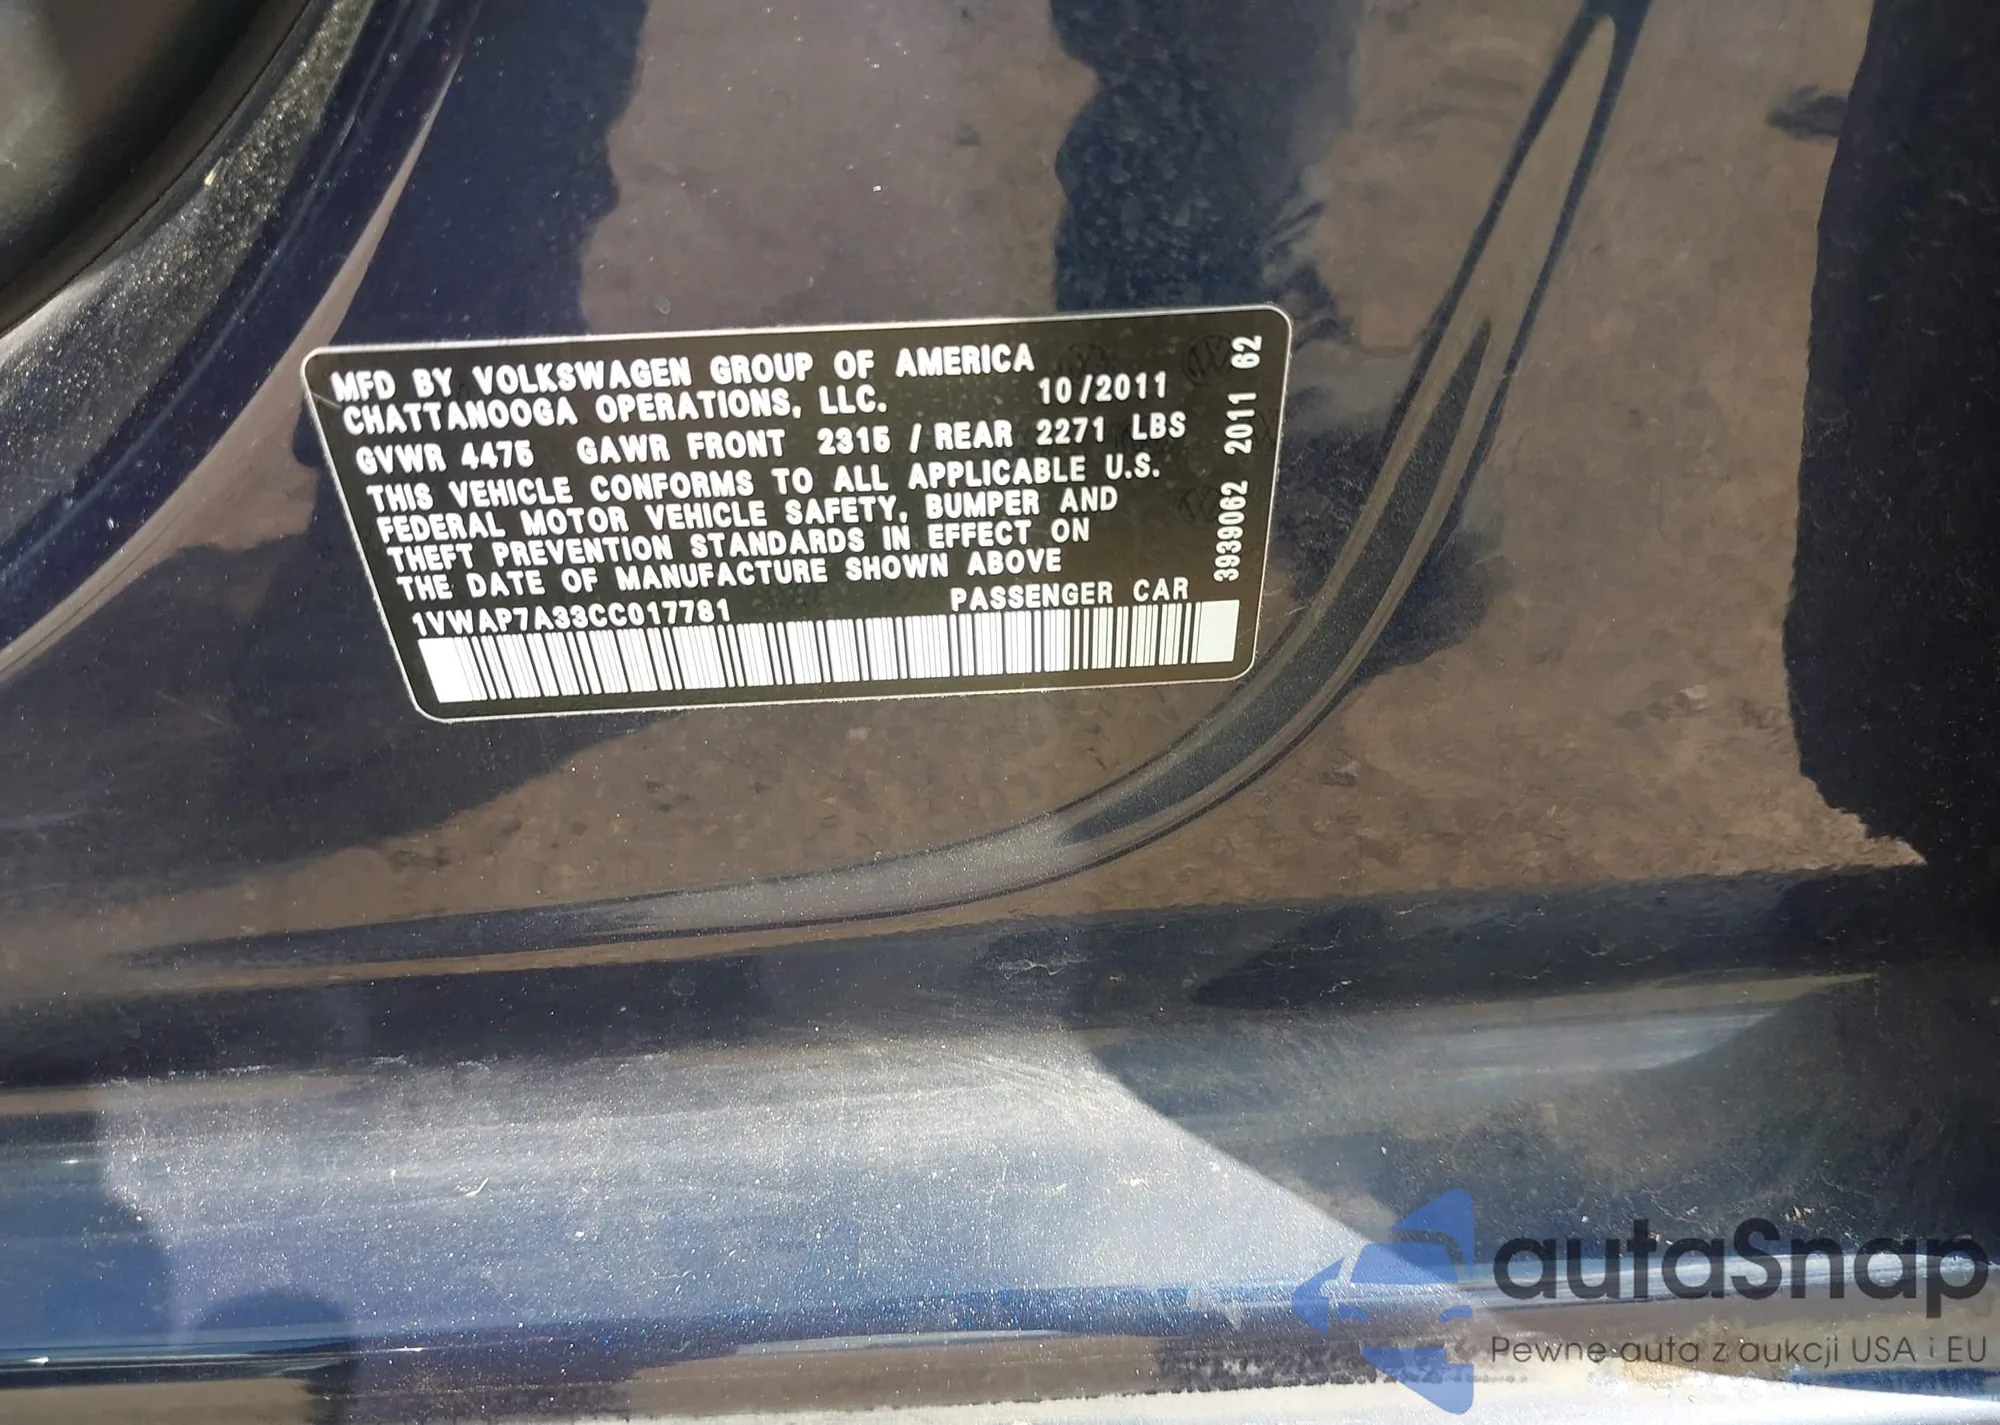 MFD BY VOLKSWAGEN GROUP OF AMERICA
CHATTANOOGA OPERATIONS, LLC. 10/2011
GVWR 4475 GAWR FRONT 2315 / REAR 2271 LBS
THIS VEHICLE CONFORMS TO ALL APPLICABLE U.S.
FEDERAL MOTOR VEHICLE SAFETY, BUMPER AND
THEFT PREVENTION STANDARDS IN EFFECT ON
THE DATE OF MANUFACTURE SHOWN ABOVE
1VWAP7A33CC017781 PASSENGER CAR
3939062 2011 62
autaSnap
Pewne auta z aukcji USA i EU